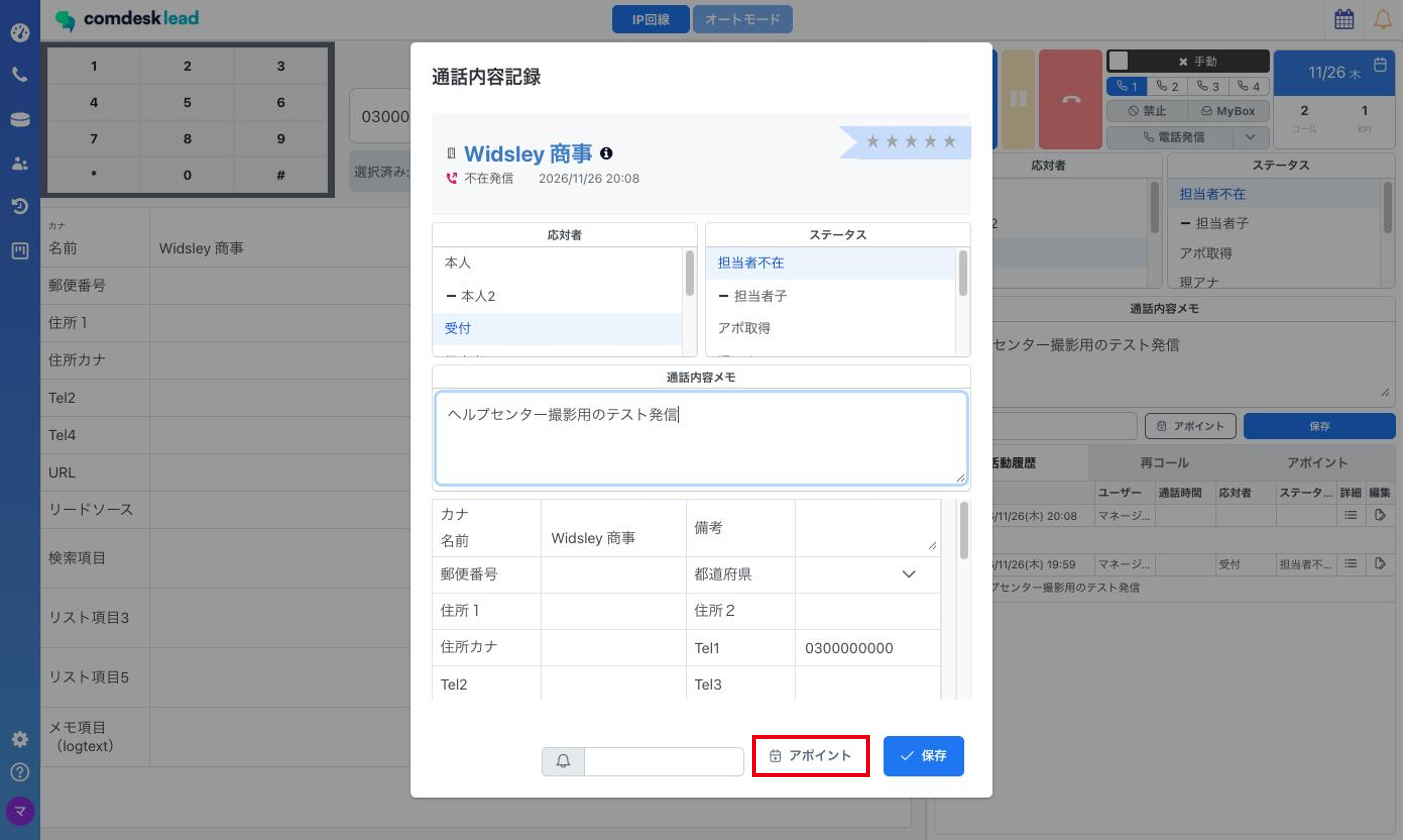 comdesk lead
IP回線
オートモード
1 2 3
4 5 6
7 8 9
* 0 #
03000
選択済み:
カナ
名前
Widsley 商事
郵便番号
住所１
住所カナ
Tel2
Tel4
URL
リードソース
検索項目
リスト項目3
リスト項目5
メモ項目
（logtext）
マ
通話内容記録
Widsley 商事
不在発信 2026/11/26 20:08
応対者
本人
ー 本人2
受付
ステータス
担当者不在
ー 担当者子
アポ取得
通話内容メモ
ヘルプセンター撮影用のテスト発信
カナ
名前
Widsley 商事
備考
郵便番号
都道府県
住所１
住所２
住所カナ
Tel1
0300000000
Tel2
Tel3
アポイント
保存
手動
1 2 3 4
禁止
MyBox
電話発信
11/26 木
2
コール
1
KPI
応対者
2
ステータス
担当者不在
ー 担当者子
アポ取得
現アナ
通話内容メモ
センター撮影用のテスト発信
アポイント
保存
活動履歴
再コール
アポイント
ユーザー 通話時間 応対者 ステータ... 詳細 編集
/11/26(木) 20:08 マネージ...
/11/26(木) 19:59 マネージ... 受付 担当者不...
プセンター撮影用のテスト発信